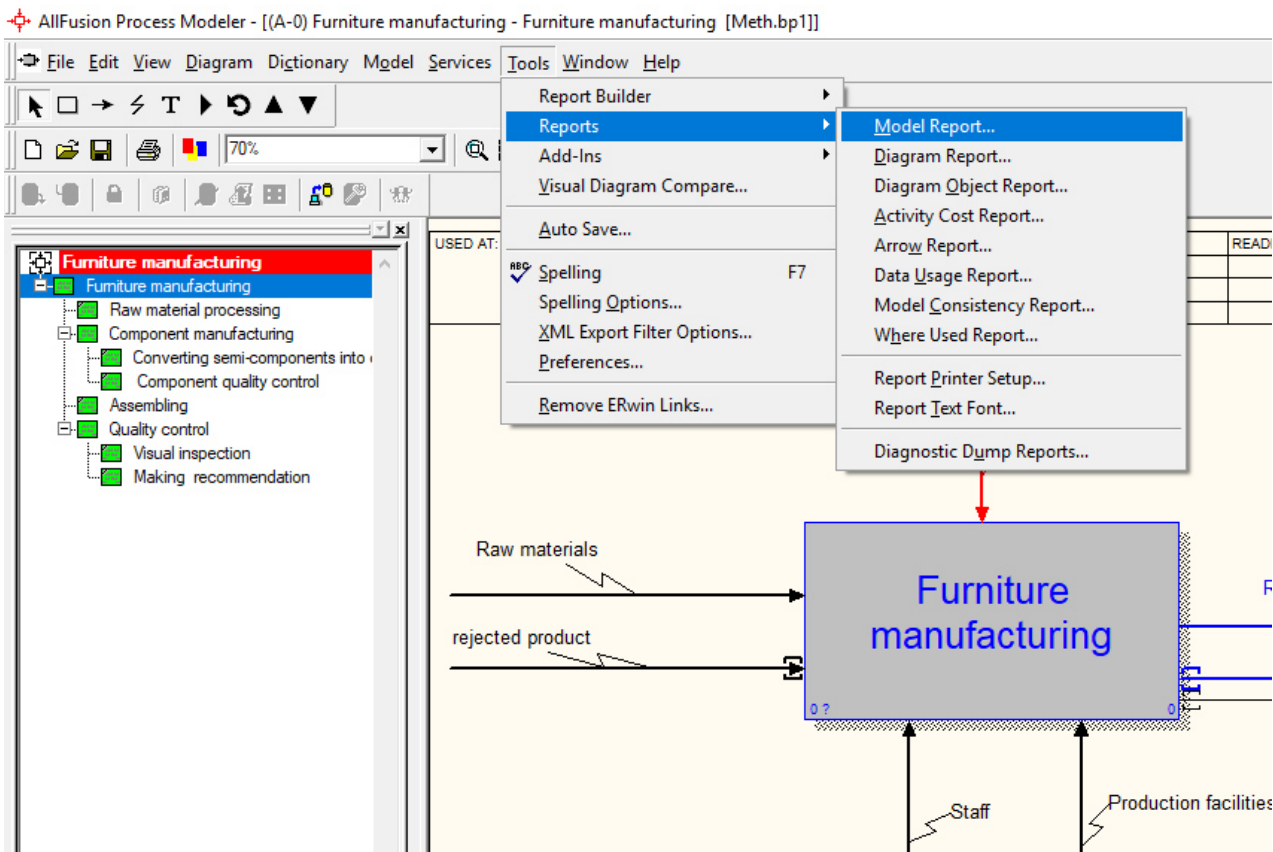 AllFusion Process Modeler - [(A-0) Furniture manufacturing - Furniture manufacturing [Meth.bp1]]
File Edit View Diagram Dictionary Model Services Tools Window Help
T
70%
Report Builder
Reports
Add-Ins
Visual Diagram Compare...
Auto Save...
ABC Spelling F7
Spelling Options...
XML Export Filter Options...
Preferences...
Remove ERwin Links...
Model Report...
Diagram Report...
Diagram Object Report...
Activity Cost Report...
Arrow Report...
Data Usage Report...
Model Consistency Report...
Where Used Report...
Report Printer Setup...
Report Text Font...
Diagnostic Dump Reports...
Furniture manufacturing
Furniture manufacturing
Raw material processing
Component manufacturing
Converting semi-components into
Component quality control
Assembling
Quality control
Visual inspection
Making recommendation
USED AT:
READ
Raw materials
rejected product
Furniture
manufacturing
0 ?
0
R
Staff
Production facilities